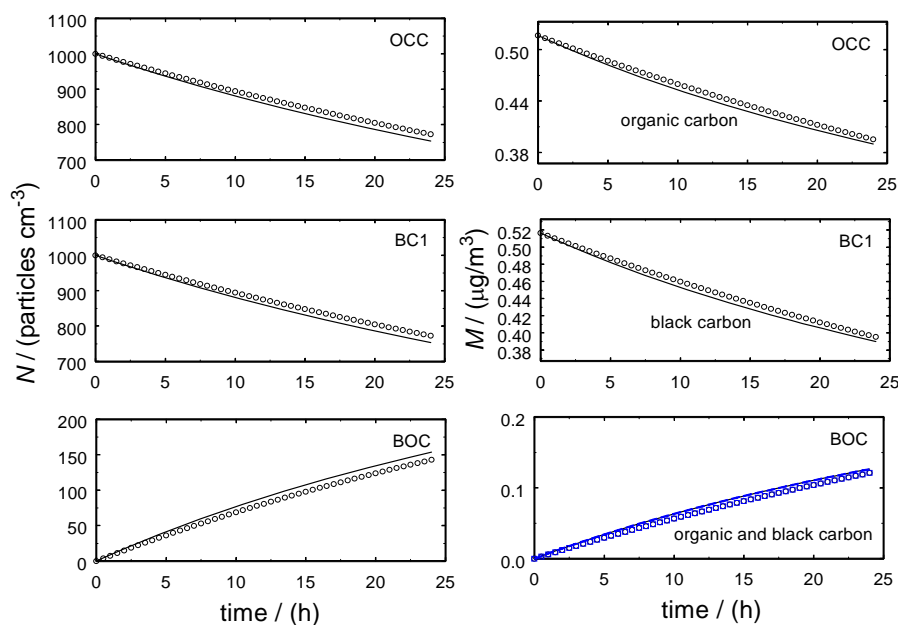 1100
1000
900
800
700
OCC
0 5 10 15 20 25
0.50
0.44
0.38
OCC
organic carbon
0 5 10 15 20 25
N / (particles cm-3)
1100
1000
900
800
700
BC1
0 5 10 15 20 25
M / (μg/m3)
0.52
0.48
0.46
0.42
0.40
0.38
BC1
black carbon
0 5 10 15 20 25
200
150
100
50
0
BOC
0 5 10 15 20 25
time / (h)
0.2
0.1
0.0
BOC
organic and black carbon
0 5 10 15 20 25
time / (h)